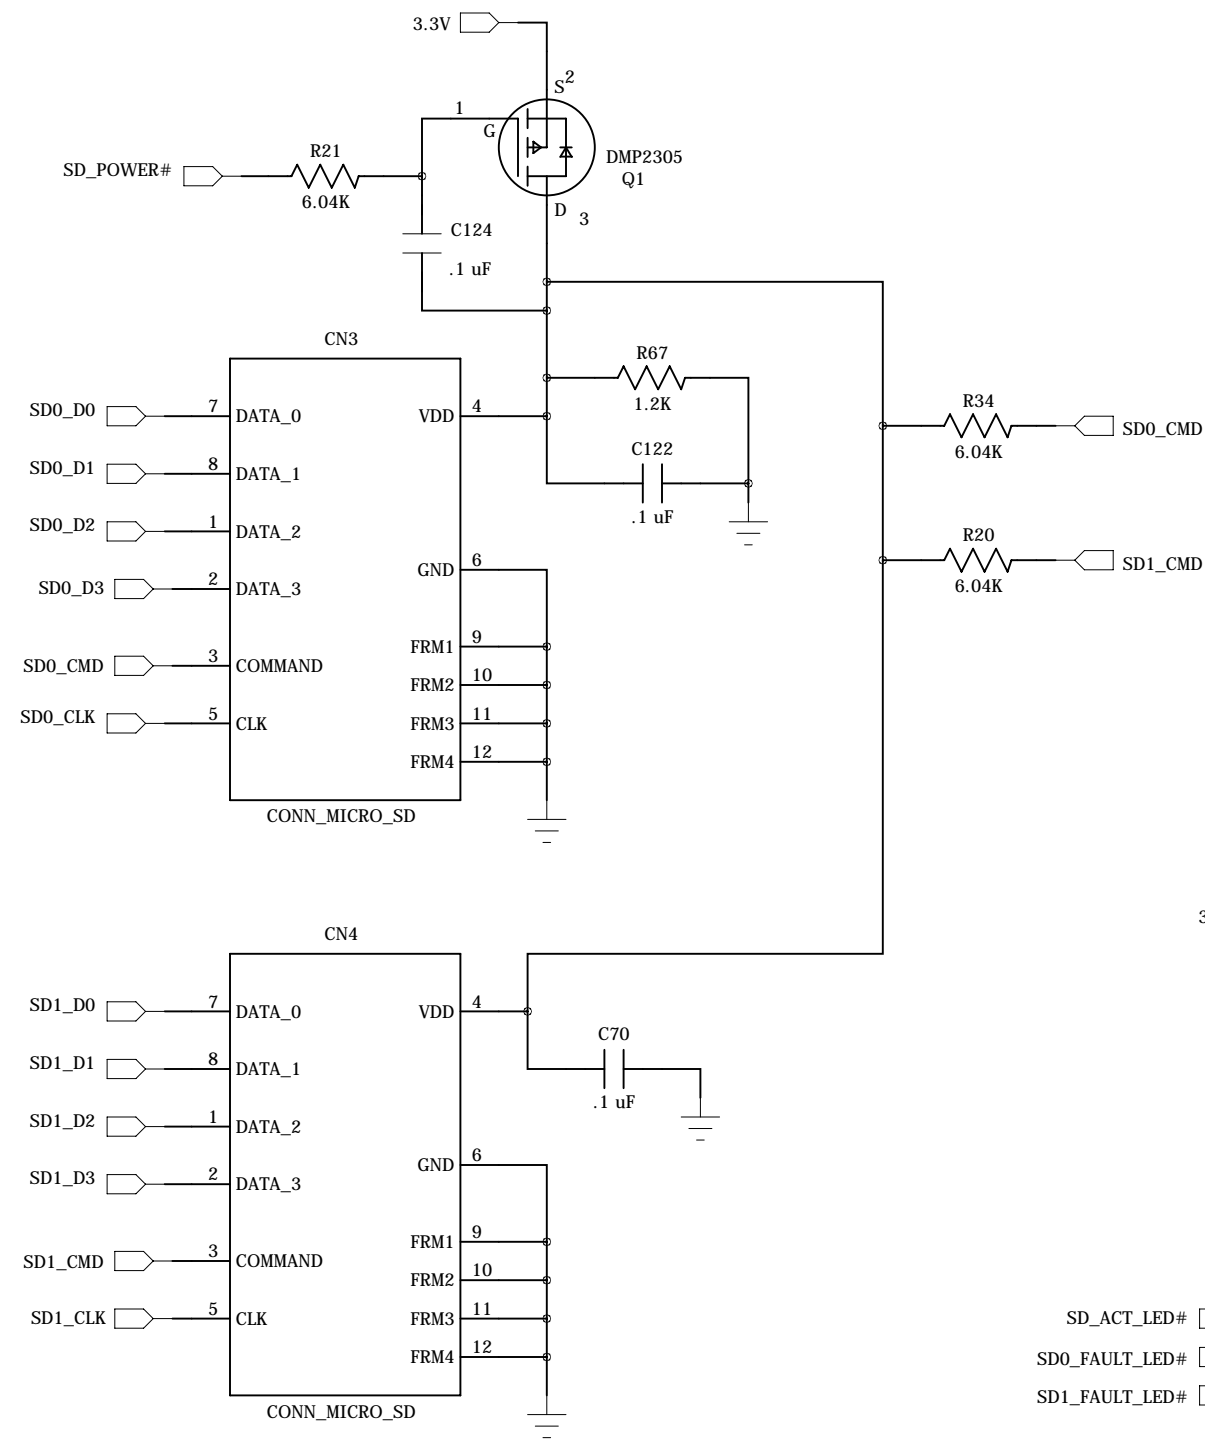 3.3V
S 2
1
G
R21
SD_POWER#
6.04K
DMP2305
Q1
D 3
C124
.1 uF
CN3
R67
1.2K
SD0_D0 7 DATA_0 VDD 4
R34
6.04K
SD0_CMD
C122
.1 uF
SD0_D1 8 DATA_1
SD0_D2 1 DATA_2
R20
6.04K
SD1_CMD
GND 6
SD0_D3 2 DATA_3
FRM1 9
SD0_CMD 3 COMMAND
FRM2 10
SD0_CLK 5 CLK FRM3 11
FRM4 12
CONN_MICRO_SD
3
CN4
SD1_D0 7 DATA_0 VDD 4
C70
.1 uF
SD1_D1 8 DATA_1
SD1_D2 1 DATA_2
GND 6
SD1_D3 2 DATA_3
FRM1 9
SD1_CMD 3 COMMAND
FRM2 10
SD1_CLK 5 CLK FRM3 11
FRM4 12
CONN_MICRO_SD
SD_ACT_LED#
SD0_FAULT_LED#
SD1_FAULT_LED#